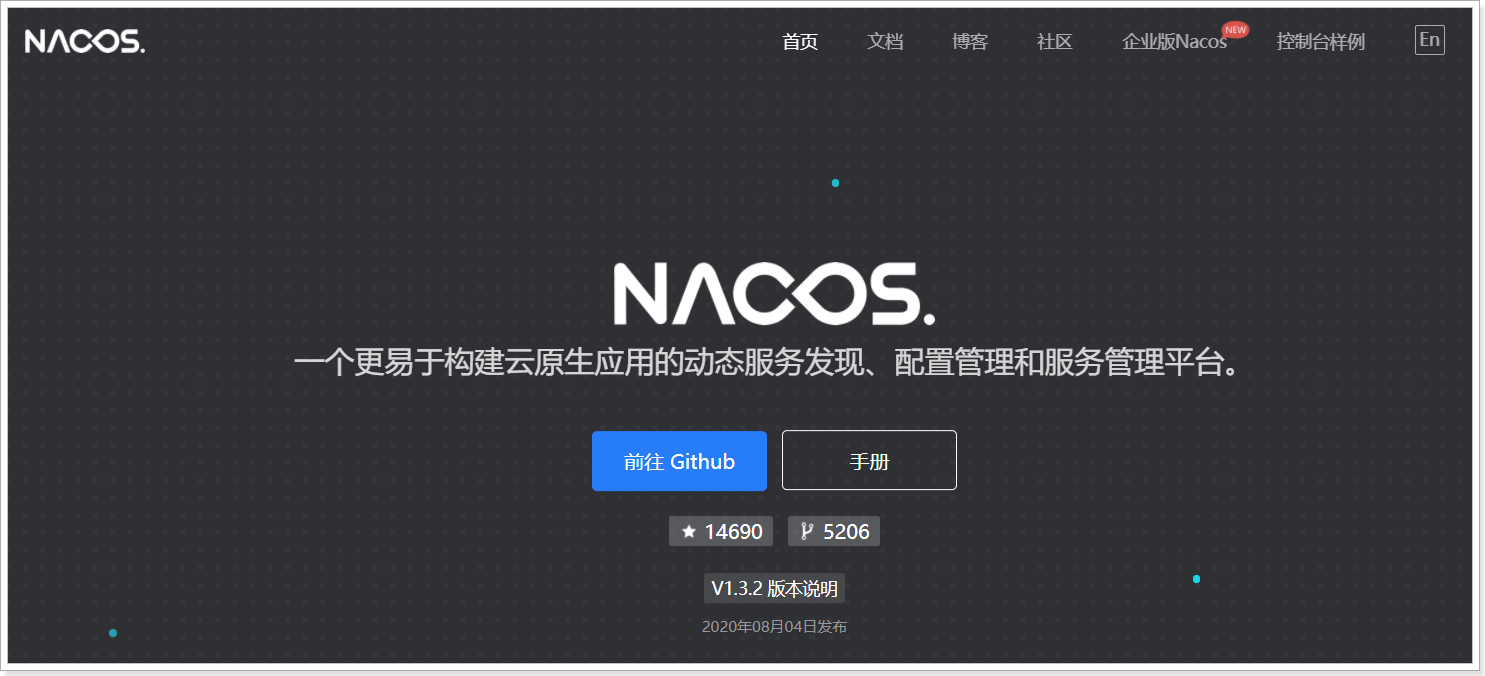 NACOS.
首页 文档 博客 社区 企业版Nacos NEW 控制台样例 En
NACOS.
一个更易于构建云原生应用的动态服务发现、配置管理和服务管理平台。
前往 Github 手册
14690 5206
V1.3.2 版本说明
2020年08月04日发布